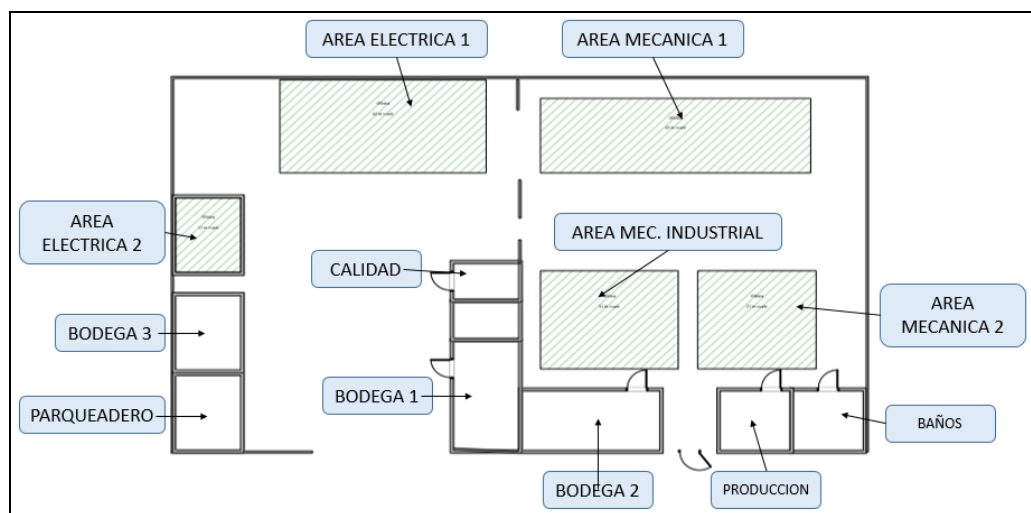 AREA ELECTRICA 1
AREA MECANICA 1
AREA
ELECTRICA 2
AREA MEC. INDUSTRIAL
CALIDAD
AREA
MECANICA 2
BODEGA 3
BODEGA 1
PARQUEADERO
BAÑOS
BODEGA 2
PRODUCCION